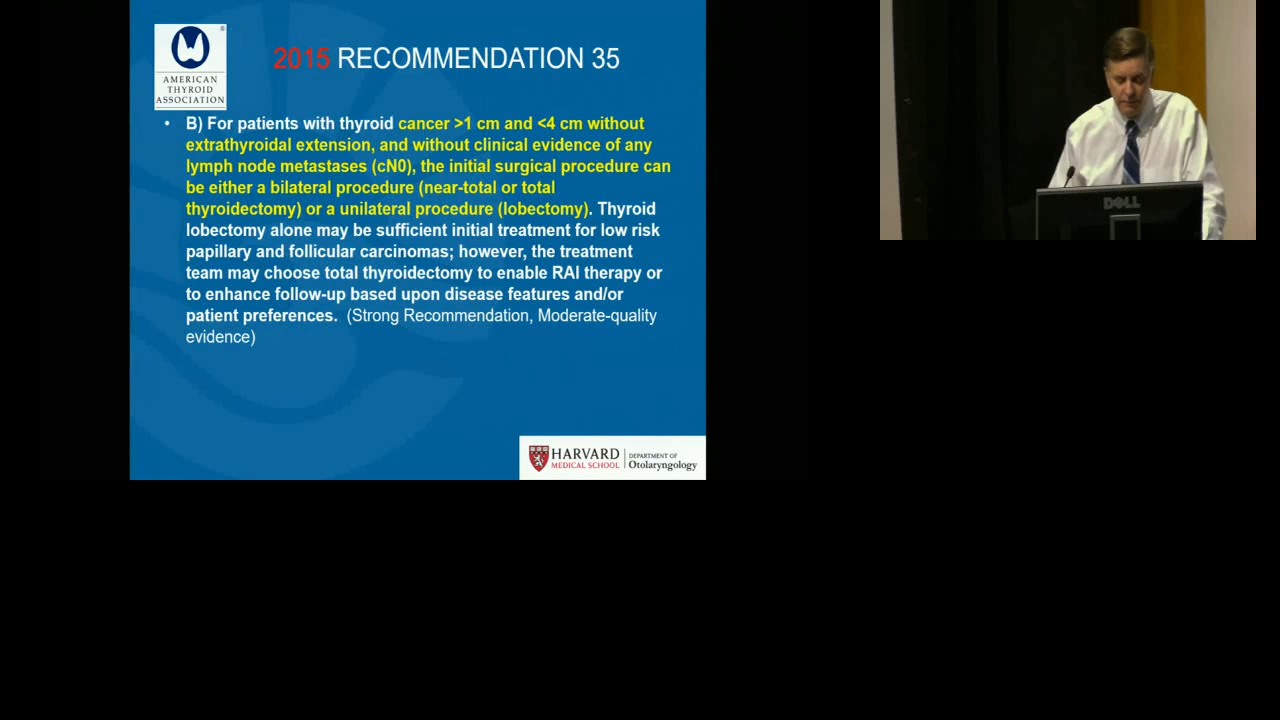 AMERICAN
THYROID
ASSOCIATION
®
2015 RECOMMENDATION 35
• B) For patients with thyroid cancer >1 cm and <4 cm without
extrathyroidal extension, and without clinical evidence of any
lymph node metastases (cN0), the initial surgical procedure can
be either a bilateral procedure (near-total or total
thyroidectomy) or a unilateral procedure (lobectomy). Thyroid
lobectomy alone may be sufficient initial treatment for low risk
papillary and follicular carcinomas; however, the treatment
team may choose total thyroidectomy to enable RAI therapy or
to enhance follow-up based upon disease features and/or
patient preferences. (Strong Recommendation, Moderate-quality
evidence)
HARVARD
MEDICAL SCHOOL
DEPARTMENT OF
Otolaryngology
DELL